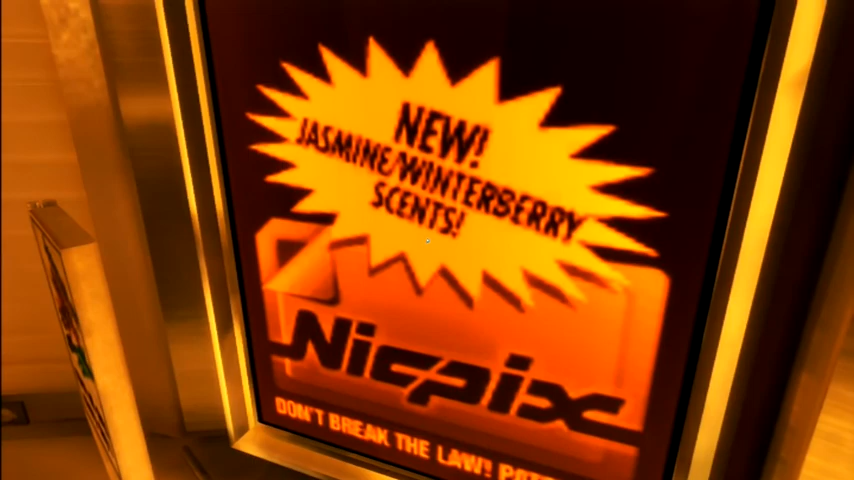 NEW!
JASMINE/WINTERBERRY
SCENTS!
Nicpix
DON'T BREAK THE LAW!